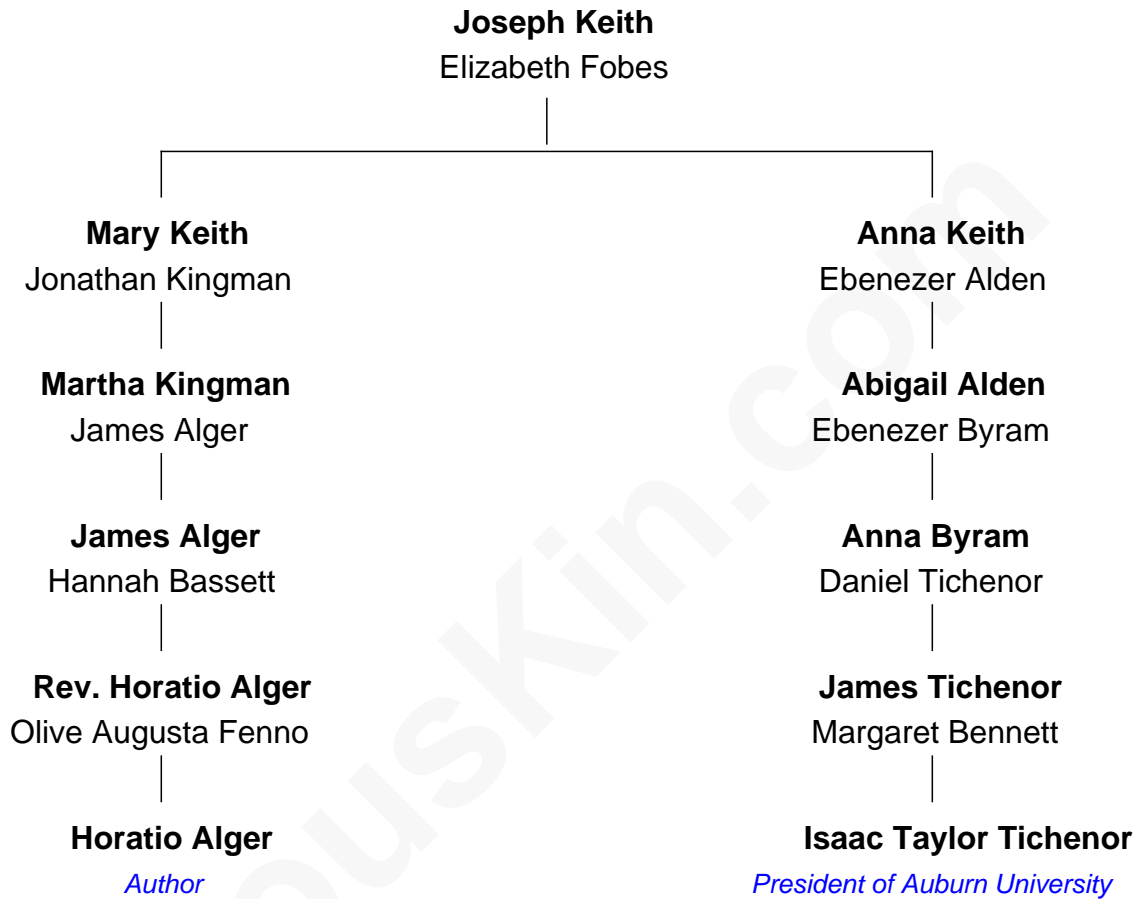 Joseph Keith
Elizabeth Fobes
Mary Keith
Jonathan Kingman
Anna Keith
Ebenezer Alden
Martha Kingman
James Alger
Abigail Alden
Ebenezer Byram
James Alger
Hannah Bassett
Anna Byram
Daniel Tichenor
Rev. Horatio Alger
Olive Augusta Fenno
James Tichenor
Margaret Bennett
Horatio Alger
Author
Isaac Taylor Tichenor
President of Auburn University
ousKin.com